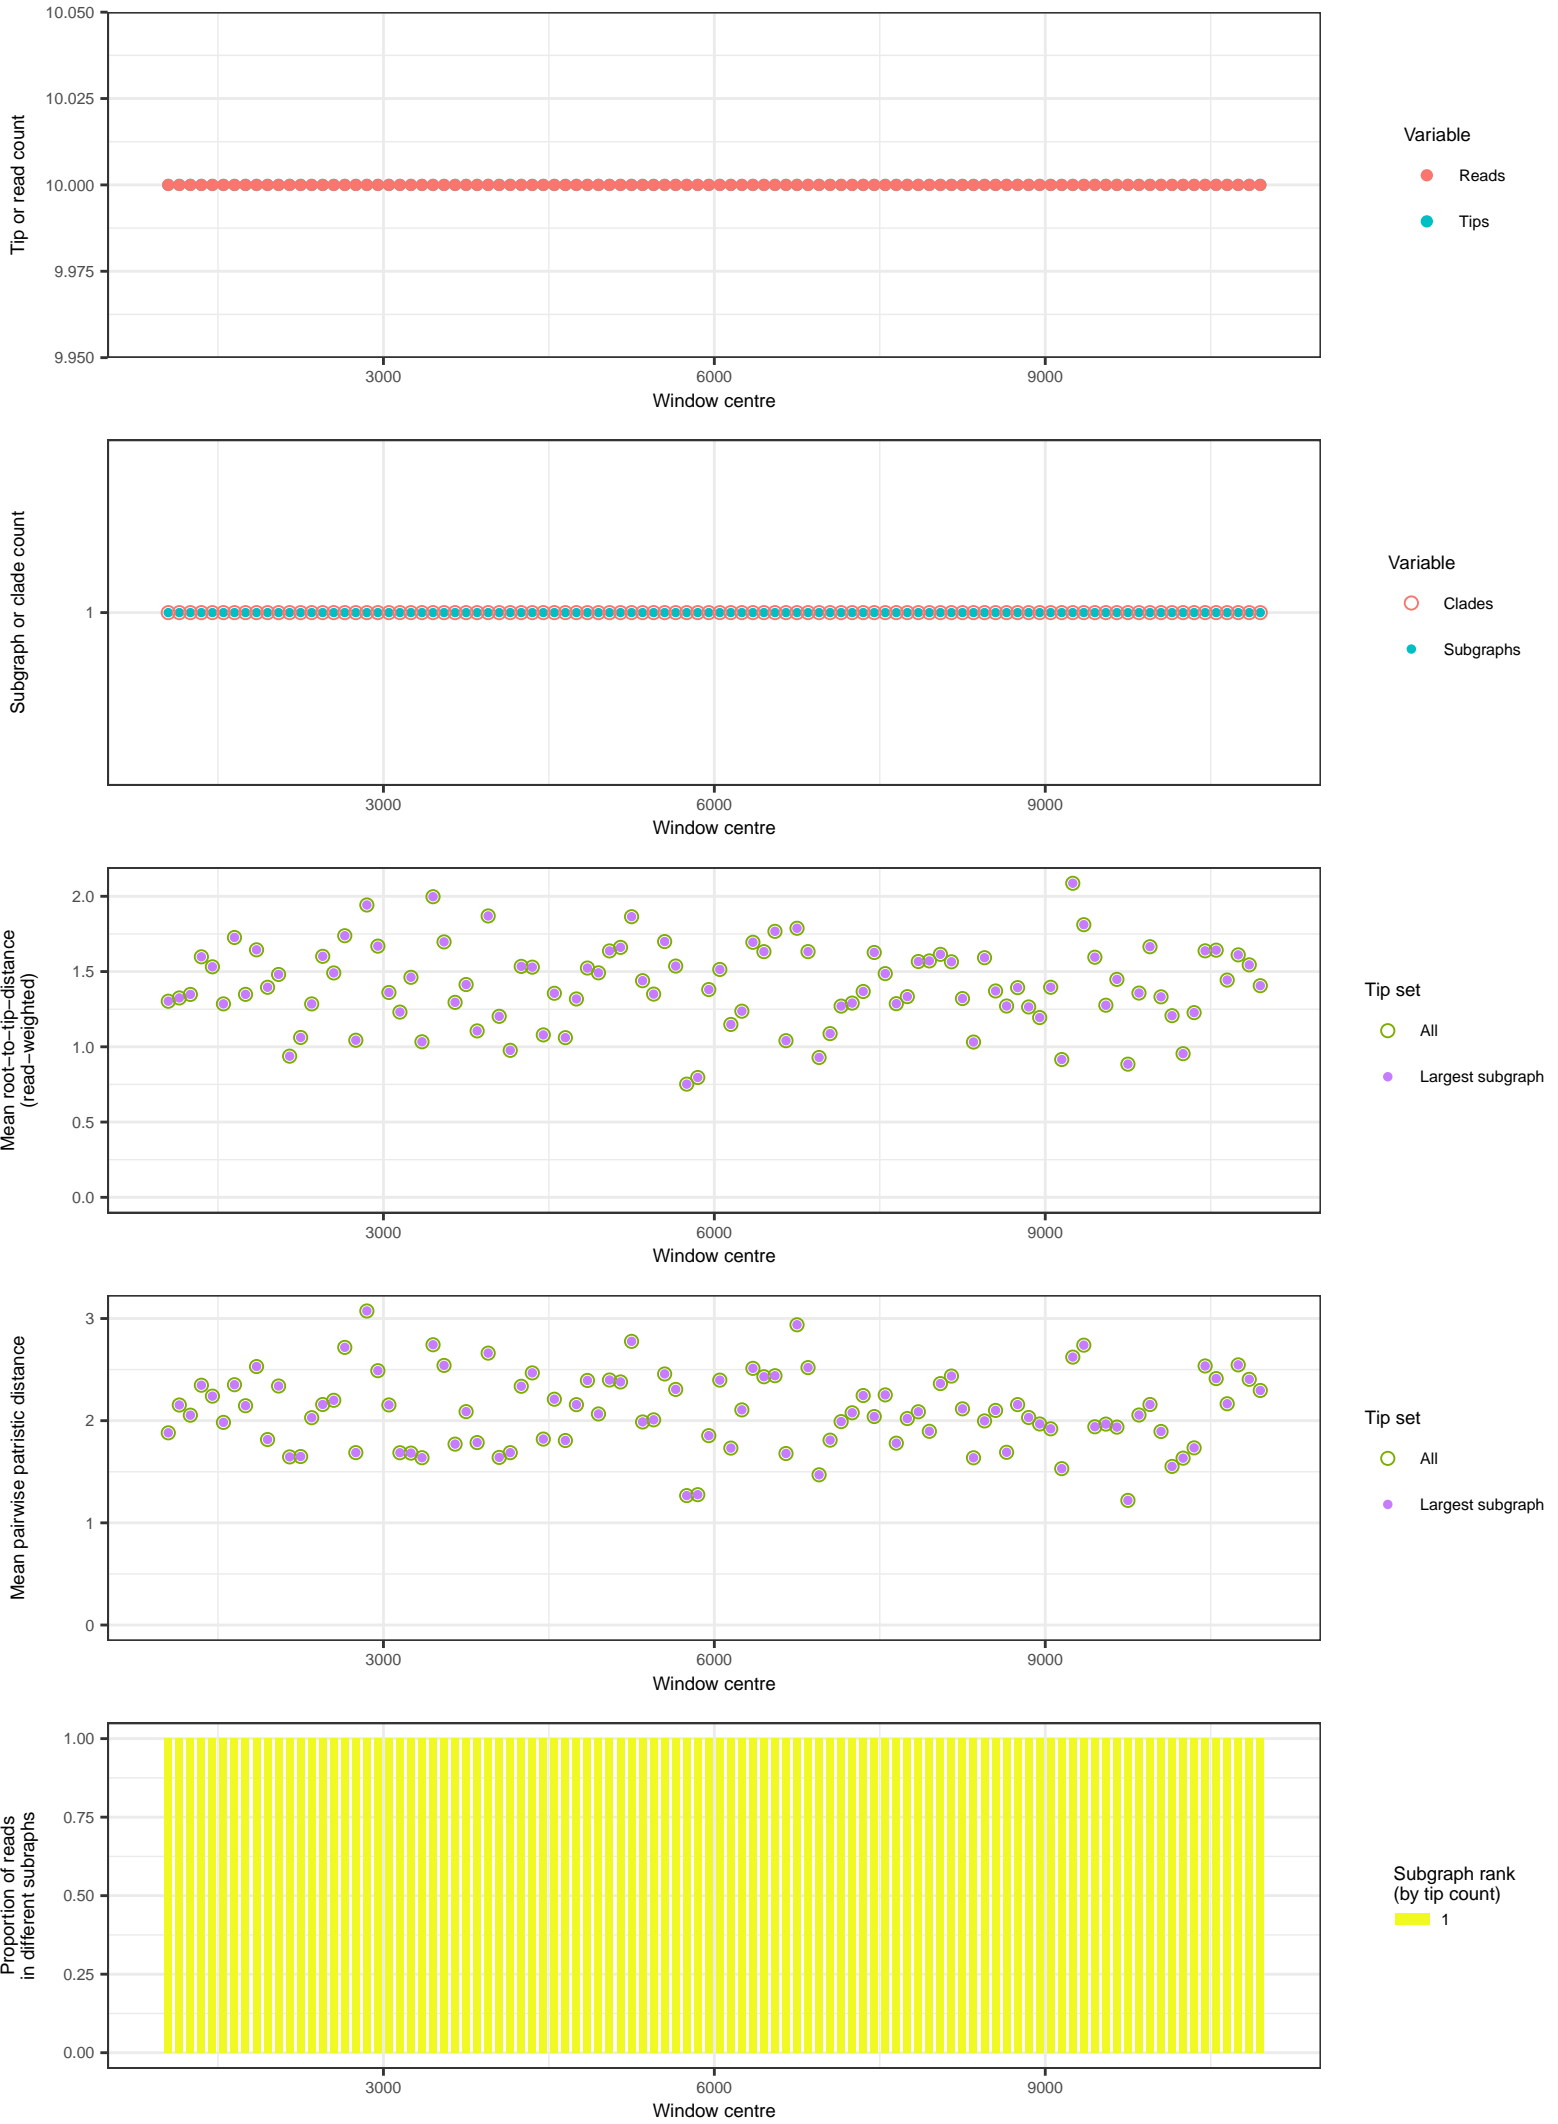 10.050
10.025
10.000
9.975
9.950
Tip or read count
3000 6000 9000
Window centre
Variable
Reads
Tips
1
Subgraph or clade count
3000 6000 9000
Window centre
Variable
Clades
Subgraphs
2.0
1.5
1.0
0.5
0.0
Mean root−to−tip−distance
(read−weighted)
3000 6000 9000
Window centre
Tip set
All
Largest subgraph
3
2
1
0
Mean pairwise patristic distance
3000 6000 9000
Window centre
Tip set
All
Largest subgraph
1.00
0.75
0.50
0.25
0.00
Proportion of reads
in different subraphs
3000 6000 9000
Window centre
Subgraph rank
(by tip count)
1